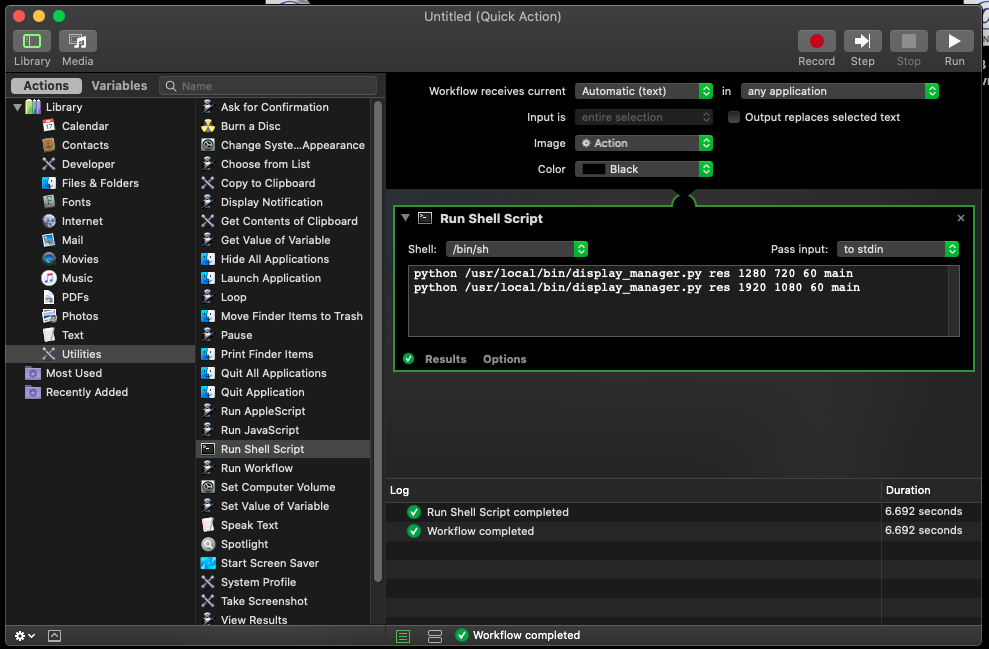 Untitled (Quick Action)
Library
Media
Record
Step
Stop
Run
Actions
Variables
Name
Library
Calendar
Contacts
Developer
Files & Folders
Fonts
Internet
Mail
Movies
Music
PDFs
Photos
Text
Utilities
Most Used
Recently Added
Ask for Confirmation
Burn a Disc
Change Syste...Appearance
Choose from List
Copy to Clipboard
Display Notification
Get Contents of Clipboard
Get Value of Variable
Hide All Applications
Launch Application
Loop
Move Finder Items to Trash
Pause
Print Finder Items
Quit All Applications
Quit Application
Run AppleScript
Run JavaScript
Run Shell Script
Run Workflow
Set Computer Volume
Set Value of Variable
Speak Text
Spotlight
Start Screen Saver
System Profile
Take Screenshot
View Results
Workflow receives current Automatic (text) in any application
Input is entire selection Output replaces selected text
Image Action
Color Black
Run Shell Script
Shell: /bin/sh Pass input: to stdin
python /usr/local/bin/display_manager.py res 1280 720 60 main
python /usr/local/bin/display_manager.py res 1920 1080 60 main
Results Options
Log Duration
Run Shell Script completed 6.692 seconds
Workflow completed 6.692 seconds
Workflow completed